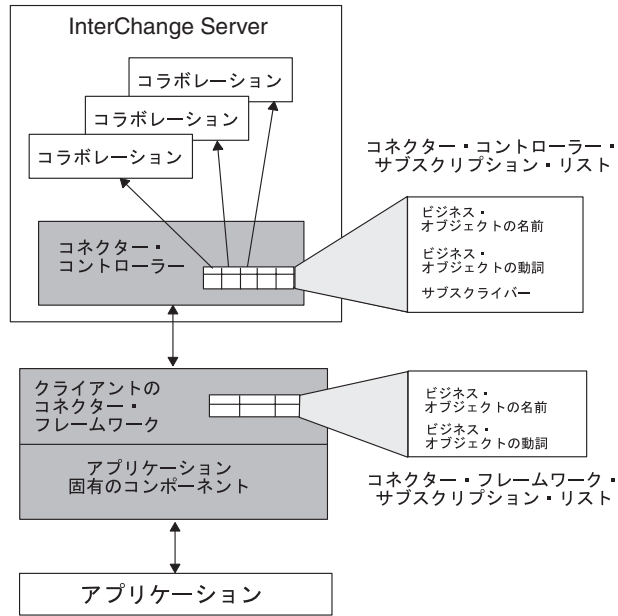 InterChange Server
コラボレーション
コラボレーション
コラボレーション
コネクター・
コントローラー
コネクター・コントローラー・
サブスクリプション・リスト
ビジネス・
オブジェクトの名前
ビジネス・
オブジェクトの動詞
サブスクライバー
クライアントの
コネクター・
フレームワーク
アプリケーション
固有のコンポーネント
ビジネス・
オブジェクトの名前
ビジネス・
オブジェクトの動詞
コネクター・フレームワーク・
サブスクリプション・リスト
アプリケーション